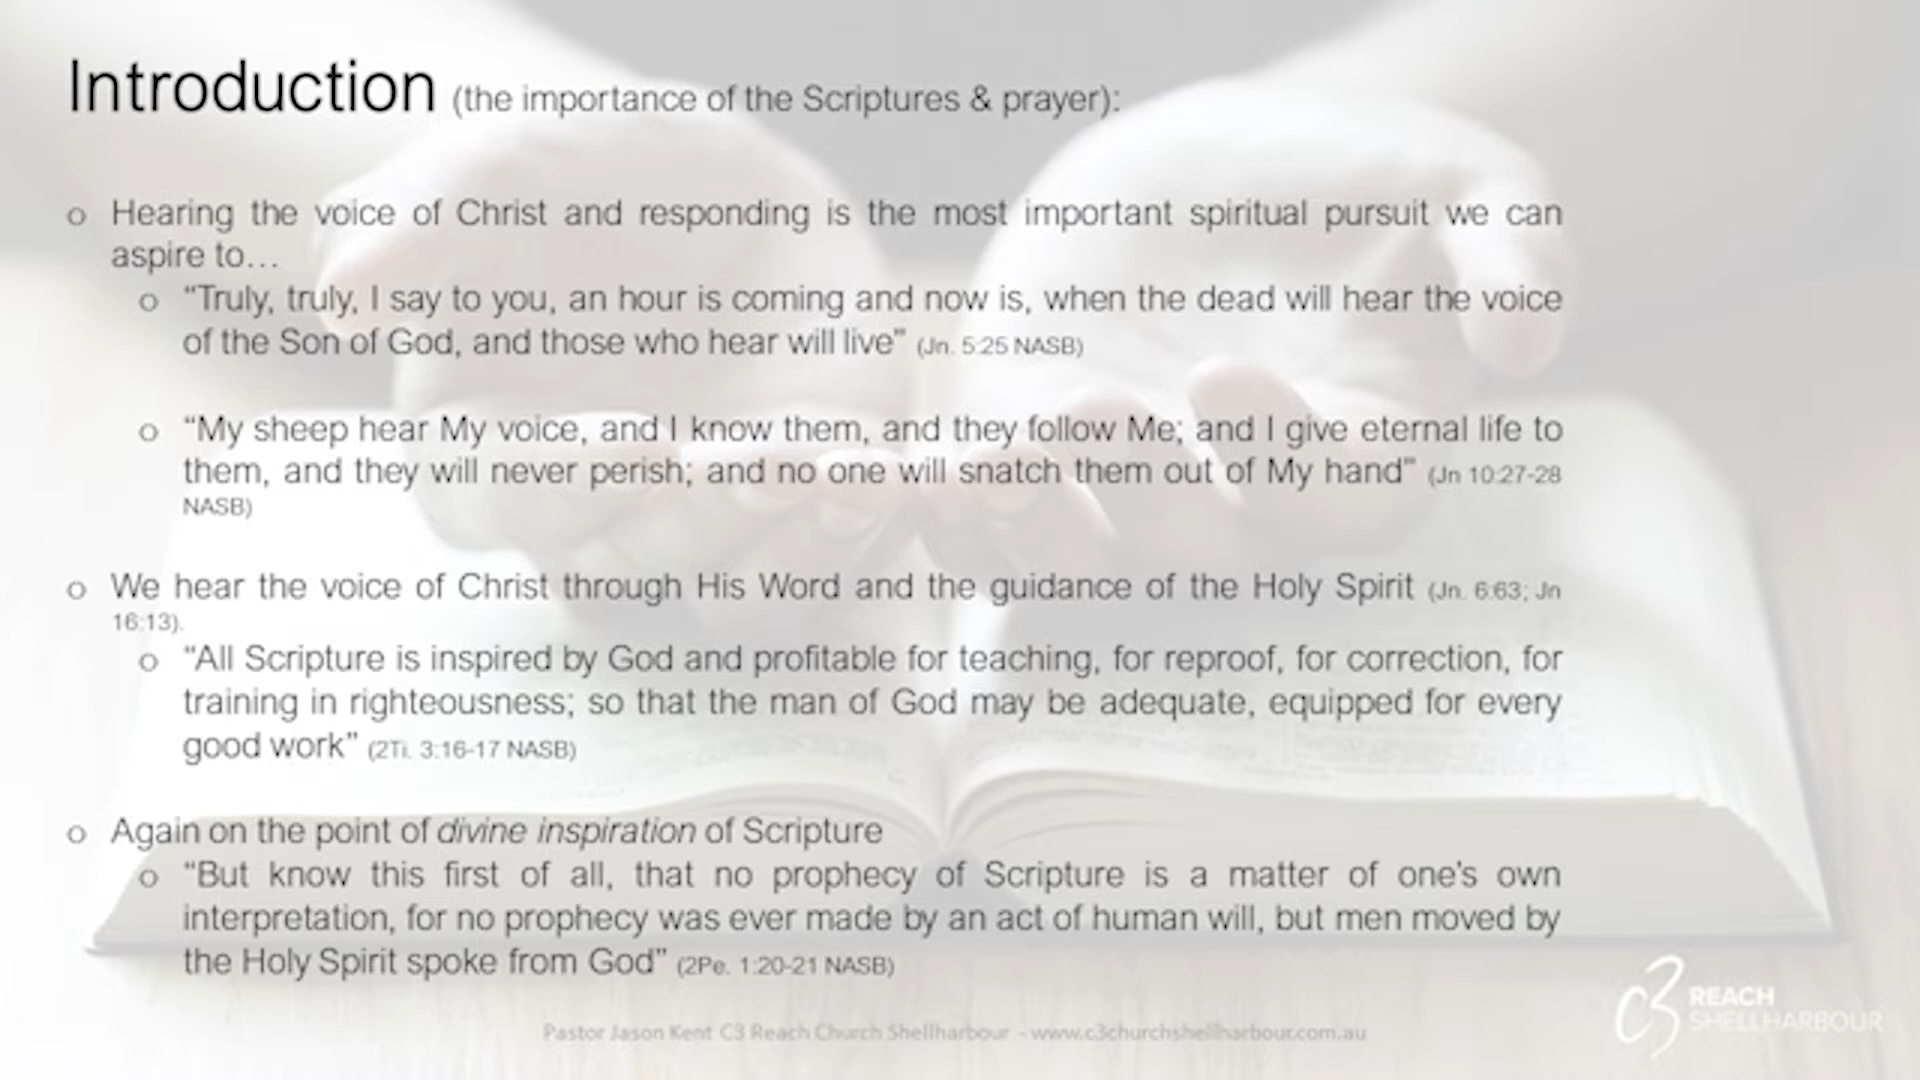 Introduction (the importance of the Scriptures & prayer):
o Hearing the voice of Christ and responding is the most important spiritual pursuit we can
aspire to…
o “Truly, truly, I say to you, an hour is coming and now is, when the dead will hear the voice
of the Son of God, and those who hear will live” (Jn. 5:25 NASB)
o “My sheep hear My voice, and I know them, and they follow Me; and I give eternal life to
them, and they will never perish; and no one will snatch them out of My hand” (Jn 10:27-28
NASB)
o We hear the voice of Christ through His Word and the guidance of the Holy Spirit (Jn. 6:63; Jn
16:13).
o “All Scripture is inspired by God and profitable for teaching, for reproof, for correction, for
training in righteousness; so that the man of God may be adequate, equipped for every
good work” (2Ti. 3:16-17 NASB)
o Again on the point of divine inspiration of Scripture
o “But know this first of all, that no prophecy of Scripture is a matter of one’s own
interpretation, for no prophecy was ever made by an act of human will, but men moved by
the Holy Spirit spoke from God” (2Pe. 1:20-21 NASB)
Pastor Jason Kent C3 Reach Church Shellharbour - www.c3churchshellharbour.com.au
C3 REACH
SHELLHARBOUR